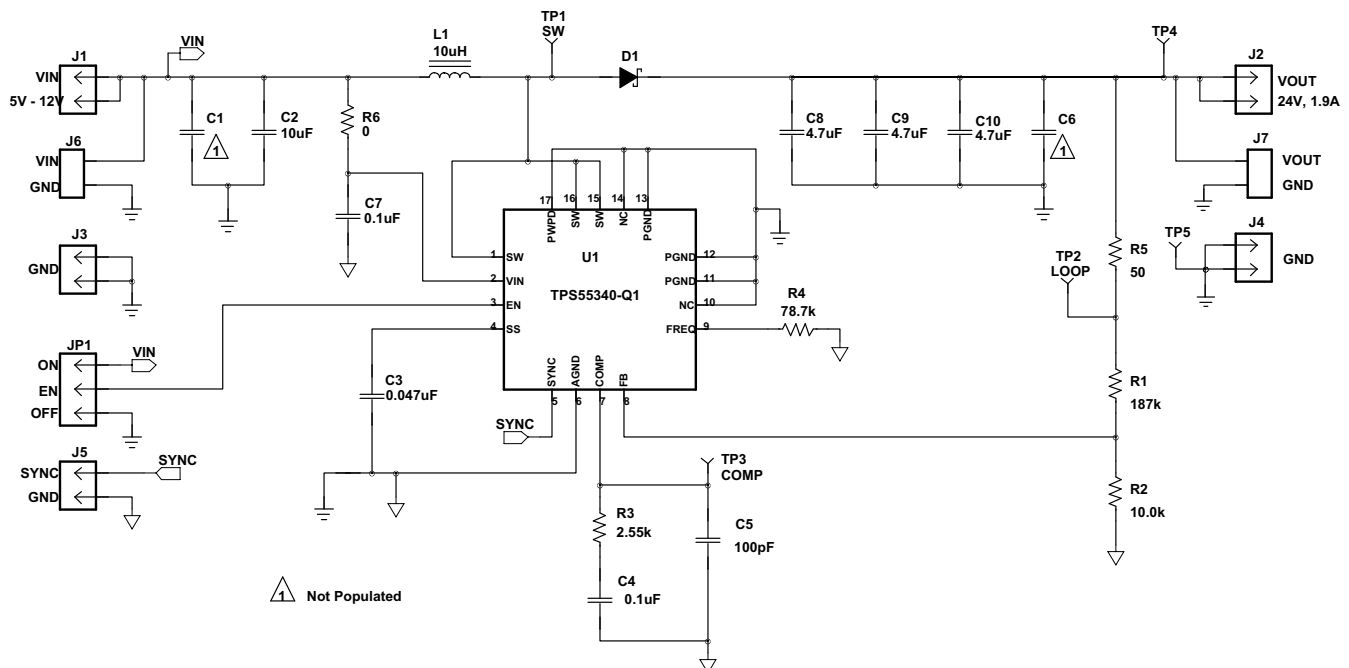 TP1
SW
TP4
L1
10uH
D1
VIN
J1
VIN
5V - 12V
J2
VOUT
24V, 1.9A
R6
0
C1
1
C2
10uF
C8
4.7uF
C9
4.7uF
C10
4.7uF
C6
1
J6
VIN
GND
J7
VOUT
GND
C7
0.1uF
17
16
15
14
13
PWPD
SW
SW
NC
PGND
U1
TPS55340-Q1
1
SW
2
VIN
3
EN
4
SS
PGND
12
PGND
11
NC
10
FREQ
9
SYNC
AGND
COMP
FB
5
6
7
8
J3
GND
TP5
J4
GND
TP2
LOOP
R5
50
R4
78.7k
JP1
ON
EN
OFF
VIN
C3
0.047uF
R1
187k
SYNC
J5
SYNC
GND
SYNC
TP3
COMP
R2
10.0k
R3
2.55k
C5
100pF
C4
0.1uF
1
Not Populated